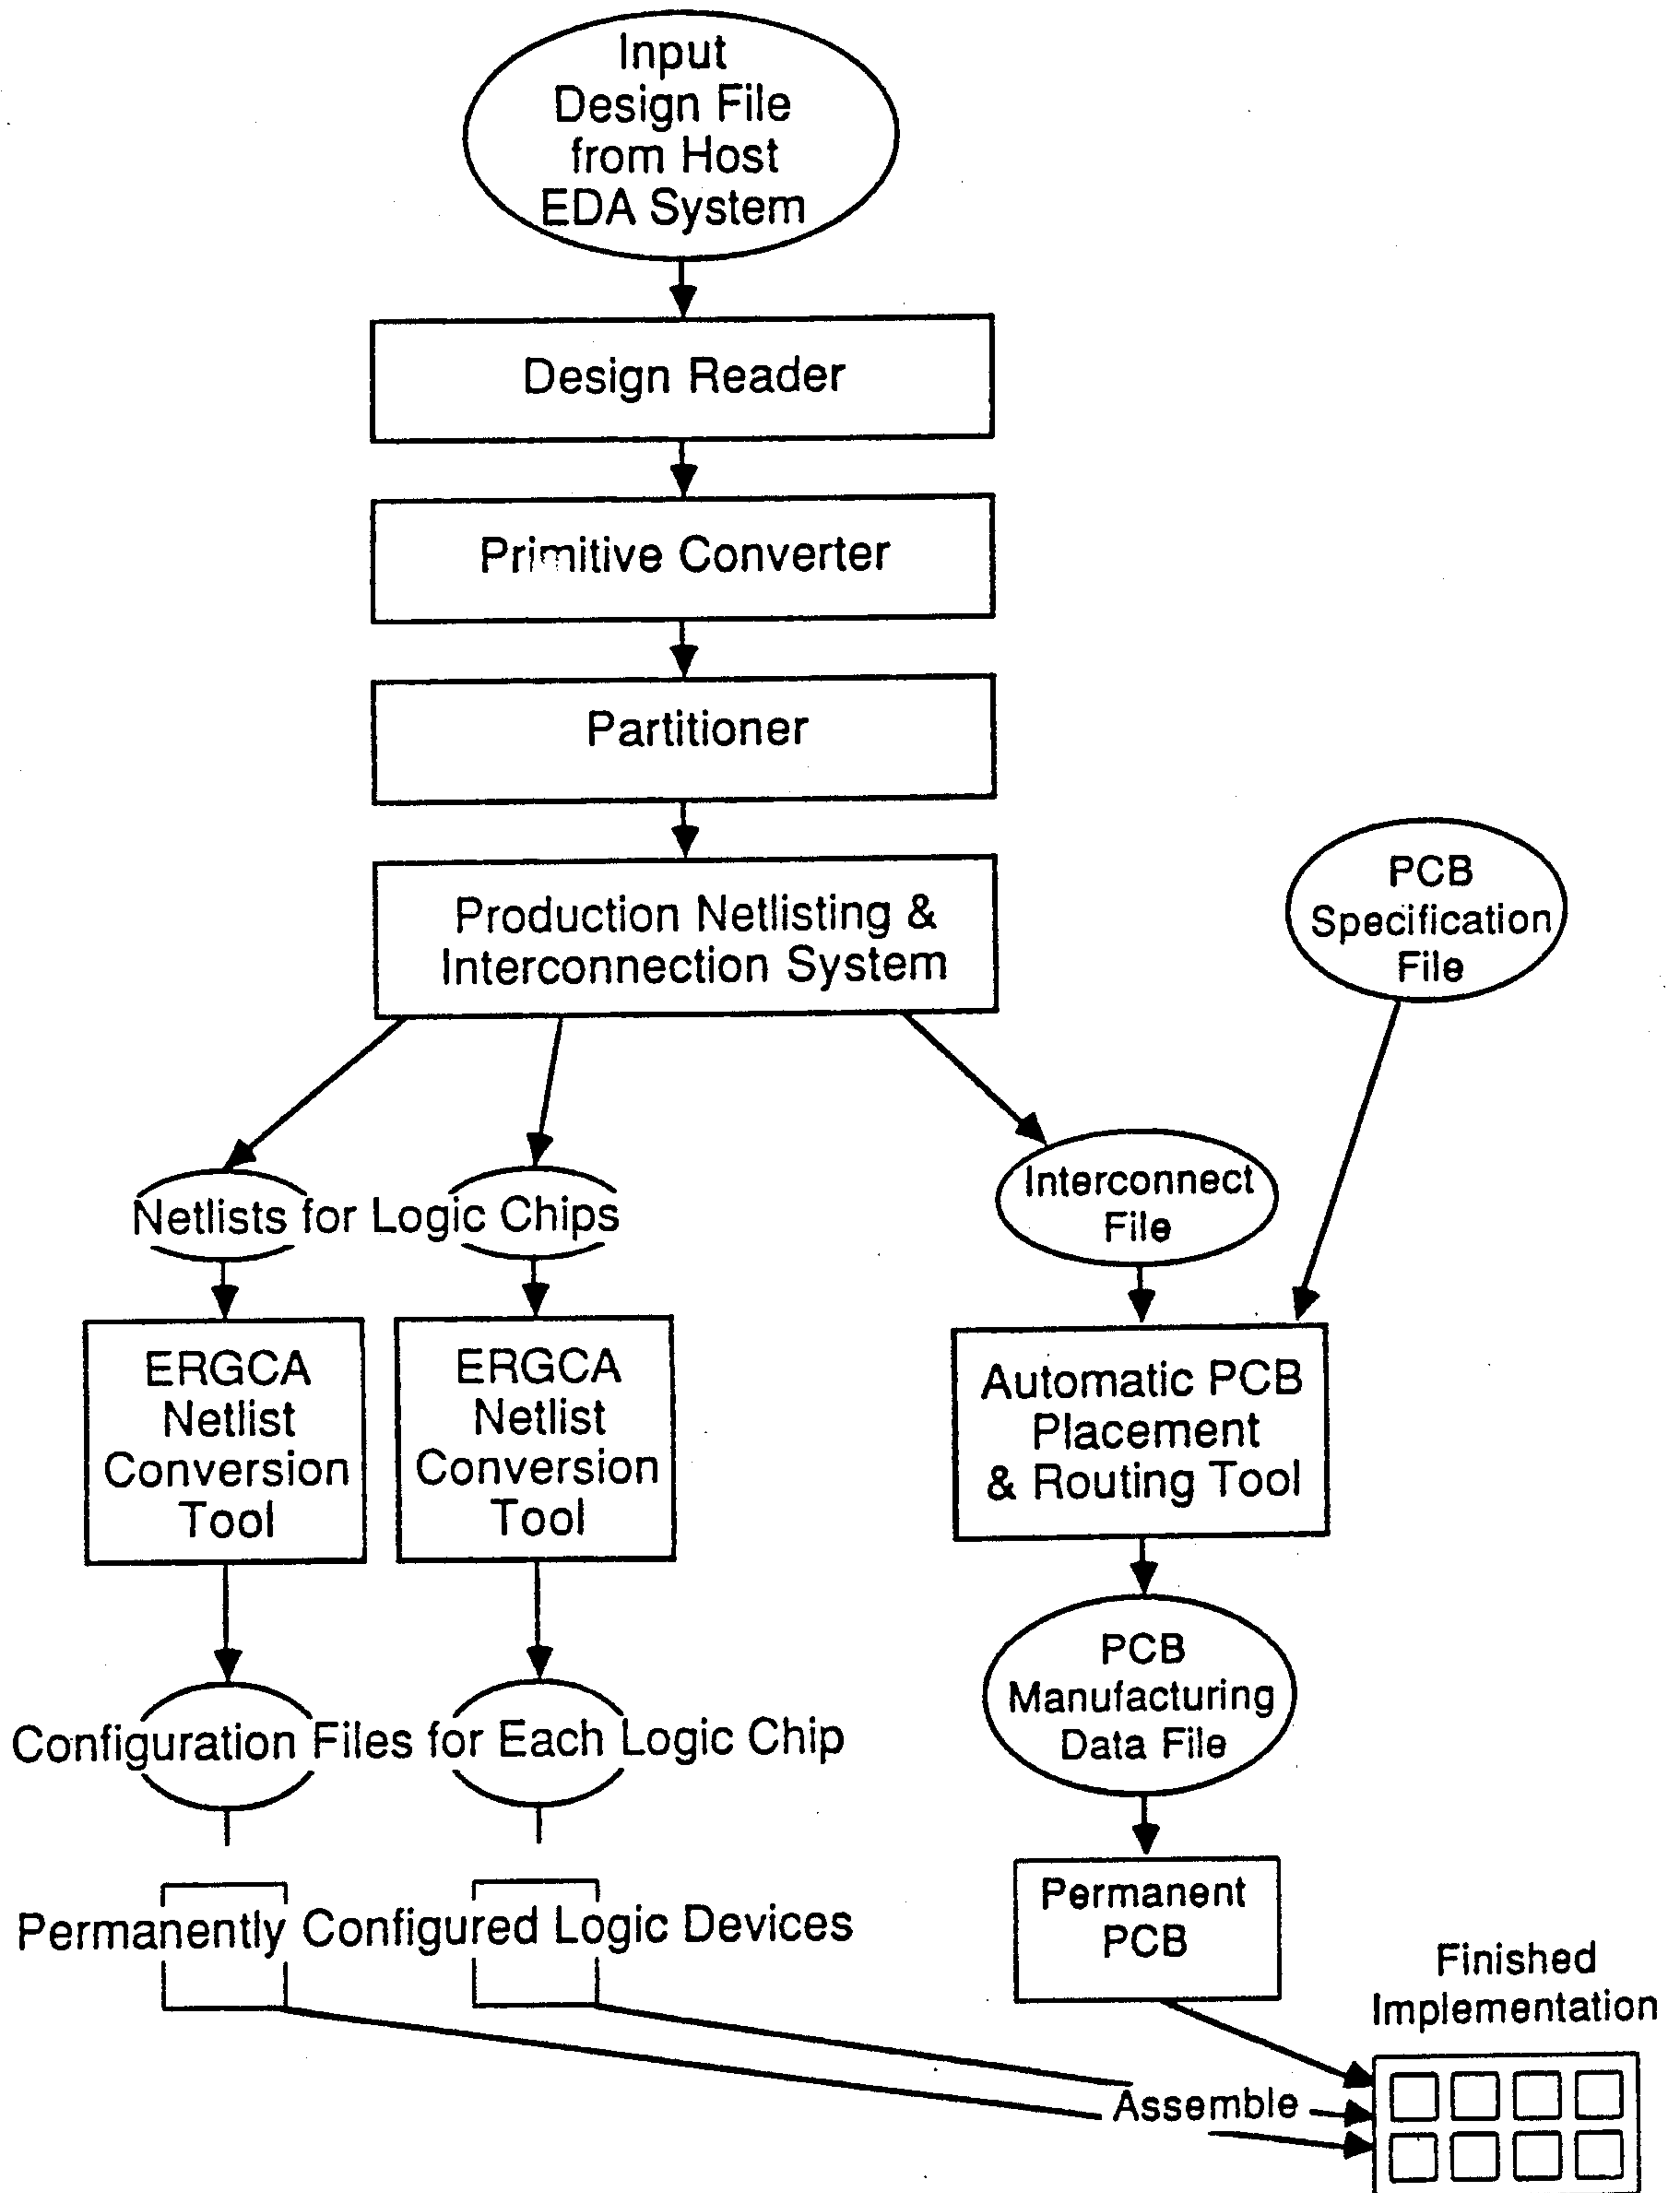 Input
Design File
from Host
EDA System
Design Reader
Primitive Converter
Partitioner
Production Netlisting &
Interconnection System
PCB
Specification
File
Netlists for Logic Chips
Interconnect
File
ERGCA
Netlist
Conversion
Tool
ERGCA
Netlist
Conversion
Tool
Automatic PCB
Placement
& Routing Tool
PCB
Manufacturing
Data File
Configuration Files for Each Logic Chip
Permanent
PCB
Permanently Configured Logic Devices
Finished
Implementation
Assemble